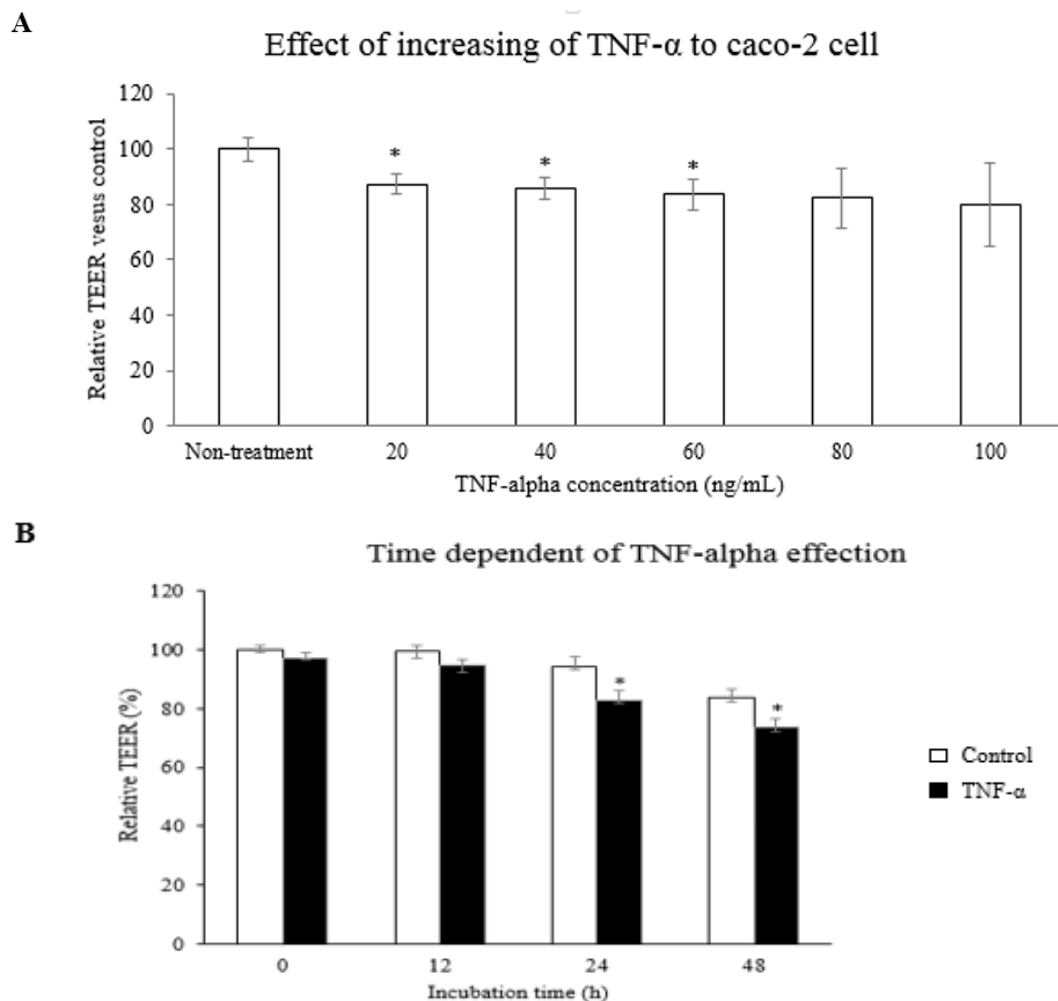 A
Effect of increasing of TNF-α to caco-2 cell
120
100
80
60
40
20
0
Relative TEER vesus control
* * *
Non-treatment 20 40 60 80 100
TNF-alpha concentration (ng/mL)
B
Time dependent of TNF-alpha effection
120
100
80
60
40
20
0
Relative TEER (%)
* *
Control
TNF-α
0 12 24 48
Incubation time (h)